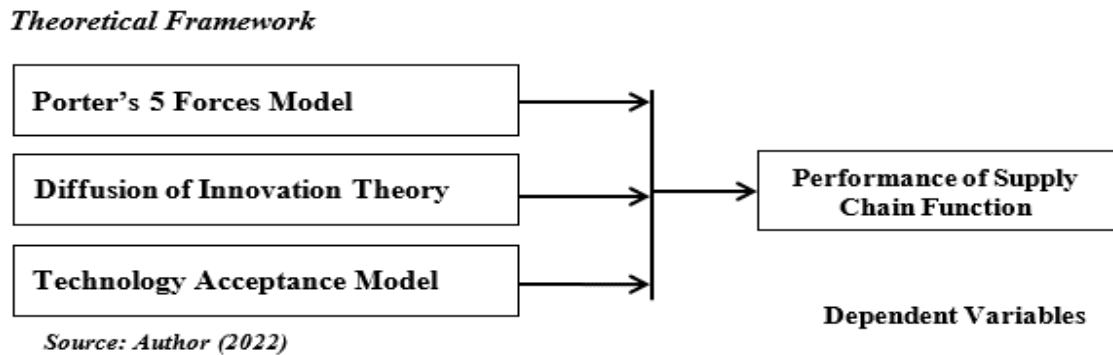 Theoretical Framework
Porter's 5 Forces Model
Diffusion of Innovation Theory
Technology Acceptance Model
Performance of Supply
Chain Function
Dependent Variables
Source: Author (2022)